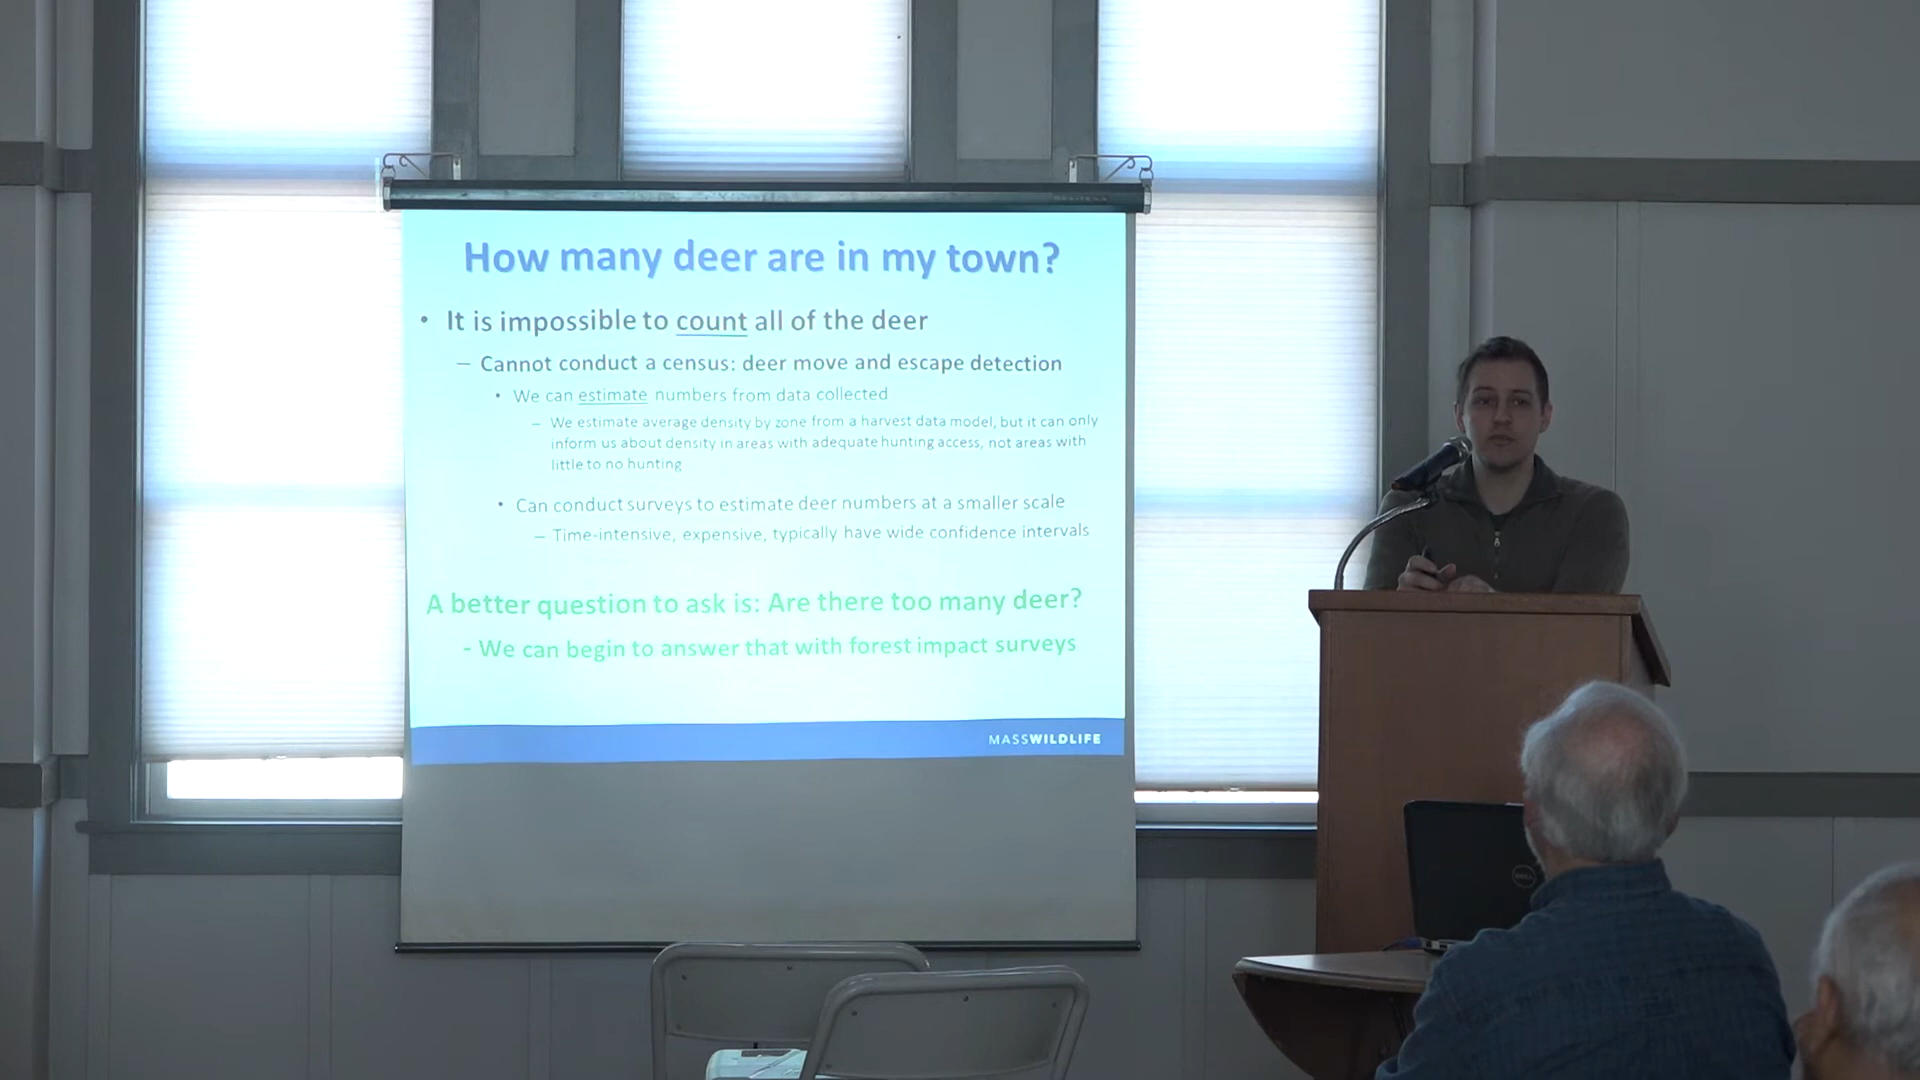 How many deer are in my town?
• It is impossible to count all of the deer
– Cannot conduct a census: deer move and escape detection
• We can estimate numbers from data collected
– We estimate average density by zone from a harvest data model, but it can only
inform us about density in areas with adequate hunting access, not areas with
little to no hunting
• Can conduct surveys to estimate deer numbers at a smaller scale
– Time-intensive, expensive, typically have wide confidence intervals
A better question to ask is: Are there too many deer?
- We can begin to answer that with forest impact surveys
MASSWILDLIFE
DELL